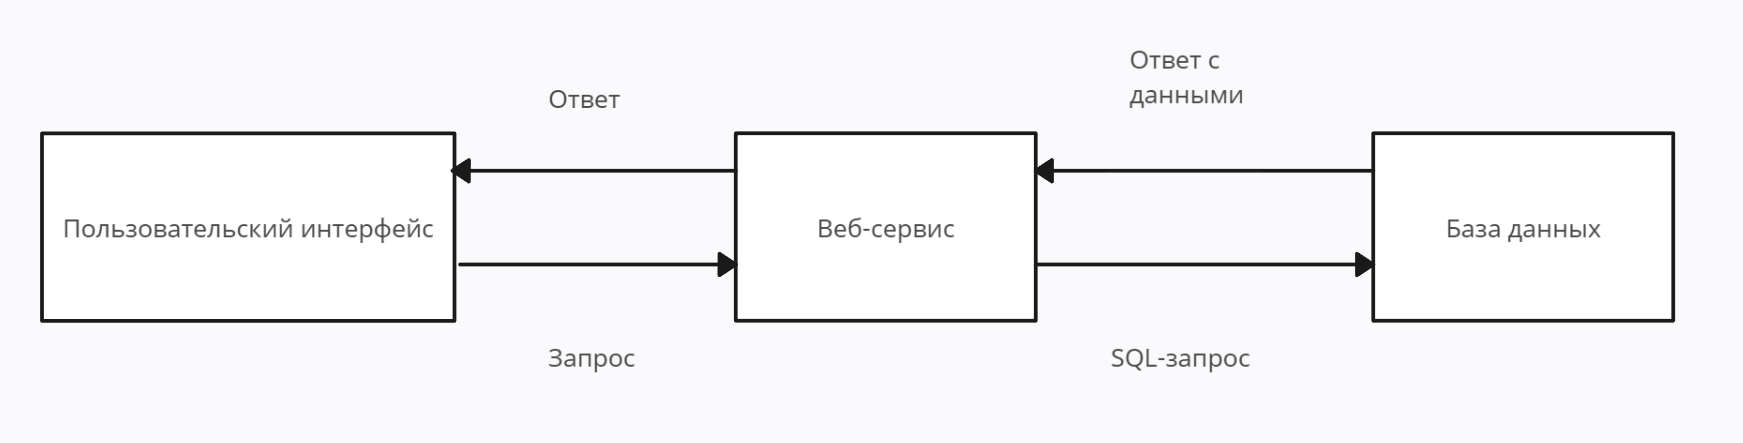 Ответ
Ответ с
данными
Пользовательский интерфейс
Веб-сервис
База данных
Запрос
SQL-запрос